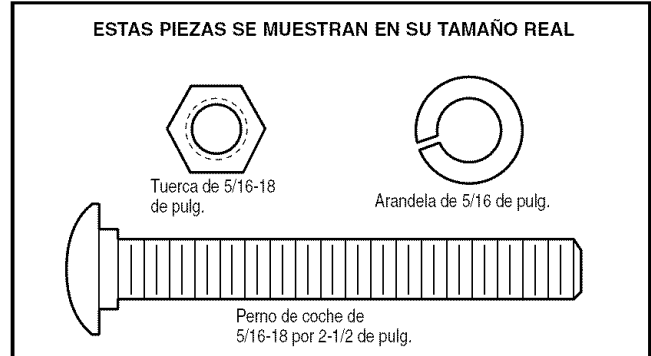 ESTAS PIEZAS SE MUESTRAN EN SU TAMAÑO REAL
Tuerca de 5/16-18
de pulg.
Arandela de 5/16 de pulg.
Perno de coche de
5/16-18 por 2-1/2 de pulg.